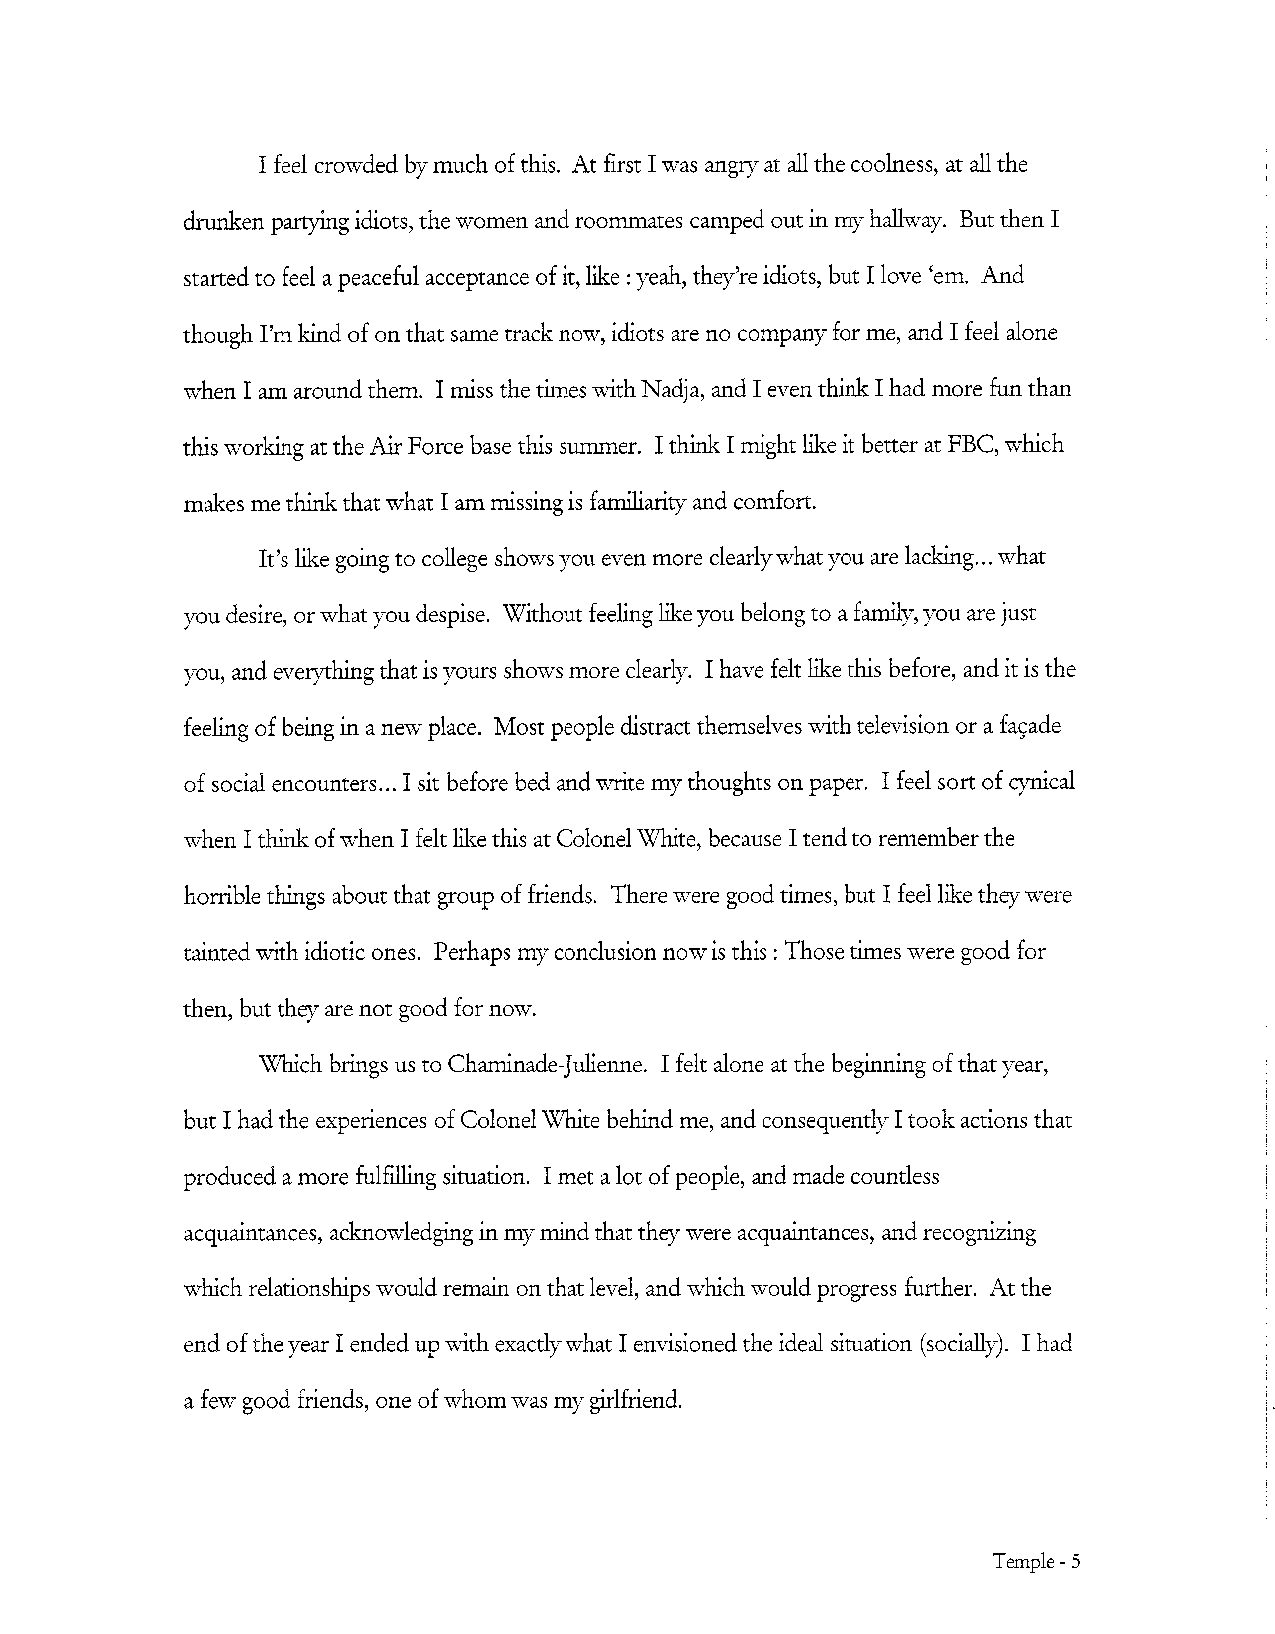 I feel crowded by much of this. At first I was angry at all the coolness, at all the
drunken partying idiots, the women and roommates camped out in my hallway. But then I
started to feel a peaceful acceptance of it, like : yeah, they're idiots, but I love 'em. And
though I'm kind of on that same track now, idiots are no company for me, and I feel alone
when I am around them. I miss the times with Nadja, and I even think I had more fun than
this working at the Air Force base this summer. I think I might like it better at FBC, which
makes me think that what I am missing is familiarity and comfort.
It's like going to college shows you even more clearly what you are lacking... what
you desire, or what you despise. Without feeling like you belong to a family, you are just
you, and everything that is yours shows more clearly. I have felt like this before, and it is the
feeling of being in a new place. Most people distract themselves with television or a façade
of social encounters... I sit before bed and write my thoughts on paper. I feel sort of cynical
when I think of when I felt like this at Colonel White, because I tend to remember the
horrible things about that group of friends. There were good times, but I feel like they were
tainted with idiotic ones. Perhaps my conclusion now is this : Those times were good for
then, but they are not good for now.
Which brings us to Chaminade-Julienne. I felt alone at the beginning of that year,
but I had the experiences of Colonel White behind me, and consequently I took actions that
produced a more fulfilling situation. I met a lot of people, and made countless
acquaintances, acknowledging in my mind that they were acquaintances, and recognizing
which relationships would remain on that level, and which would progress further. At the
end of the year I ended up with exactly what I envisioned the ideal situation (socially). I had
a few good friends, one of whom was my girlfriend.
Temple - 5